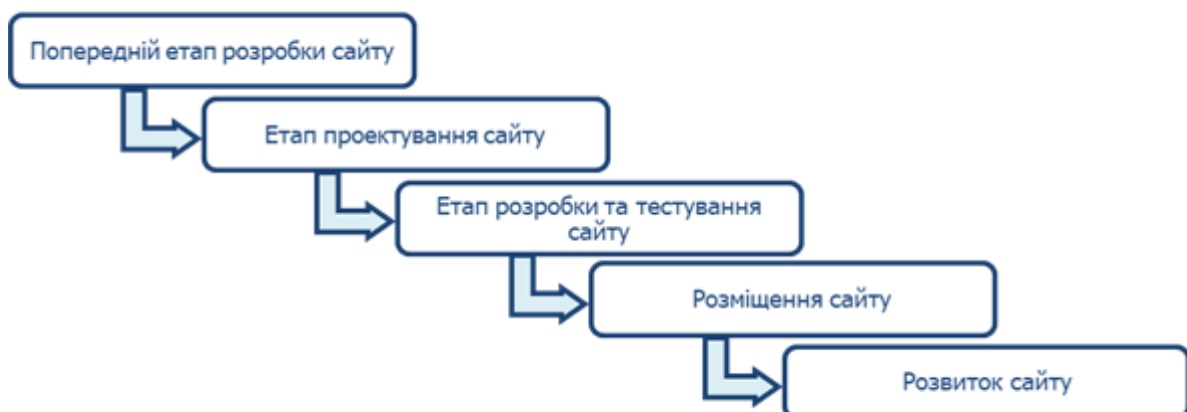 Попередній етап розробки сайту
Етап проектування сайту
Етап розробки та тестування
сайту
Розміщення сайту
Розвиток сайту